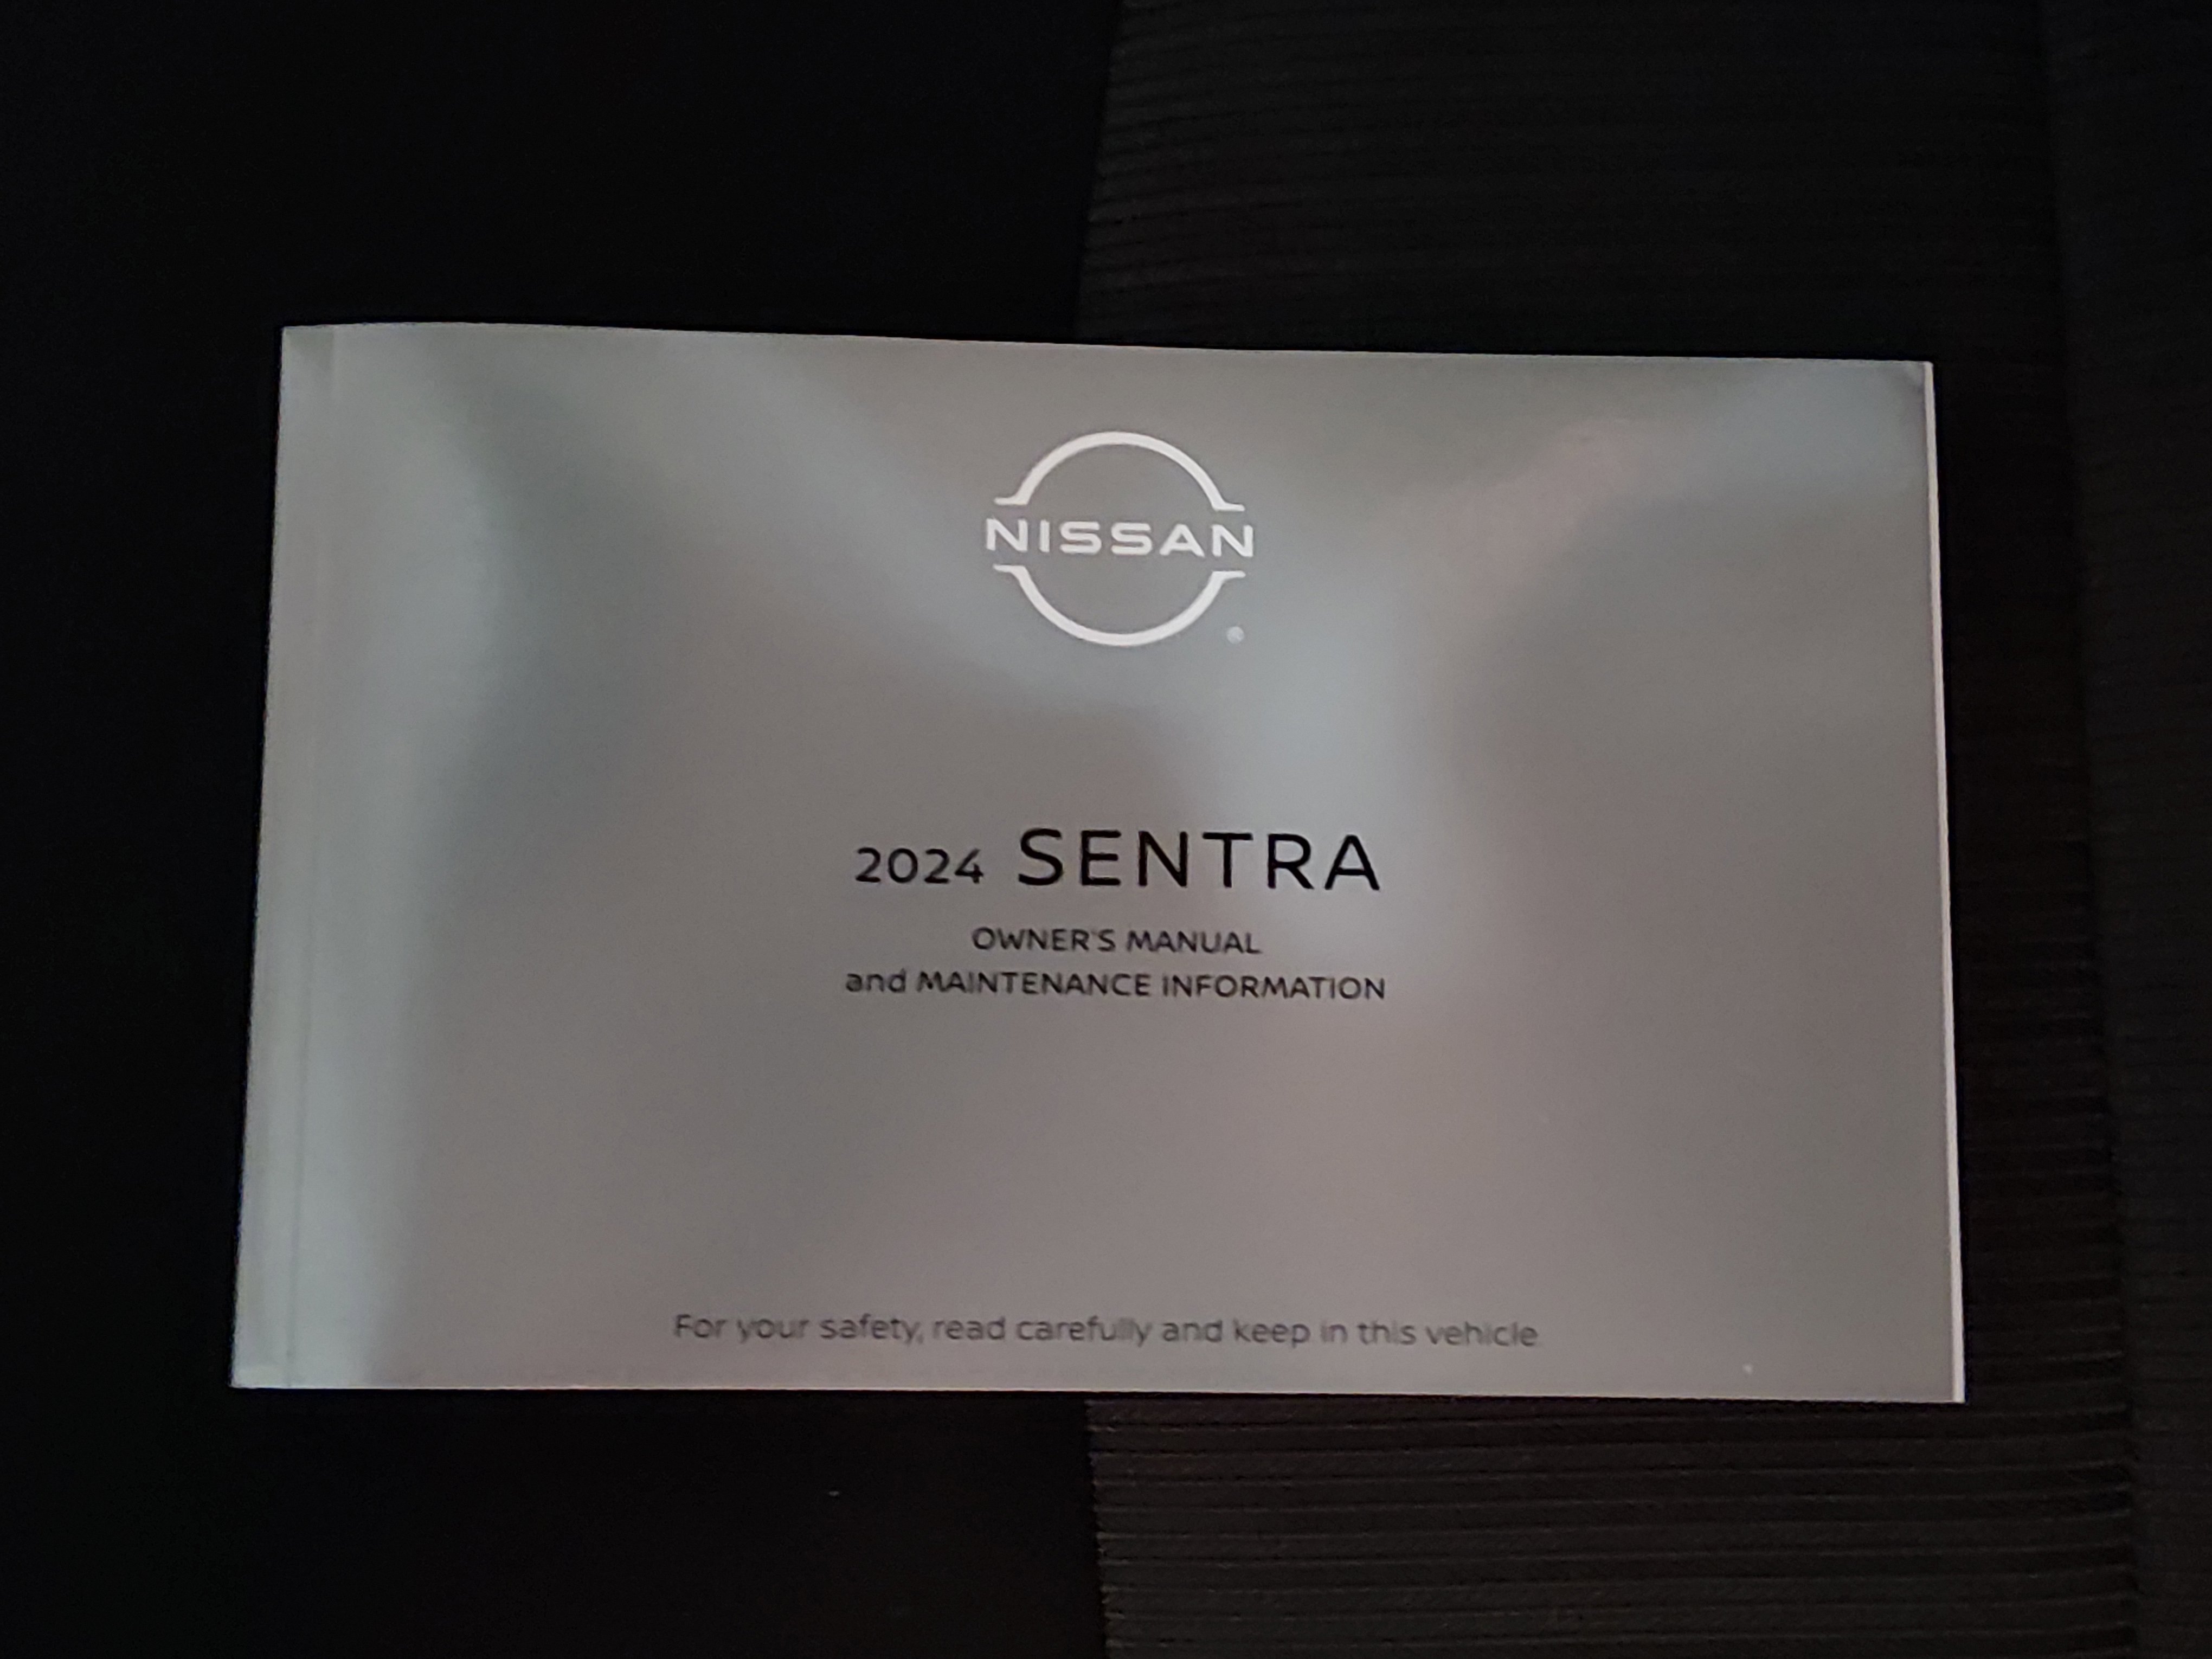 NISSAN
®
2024 SENTRA
OWNER'S MANUAL
and MAINTENANCE INFORMATION
For your safety, read carefully and keep in this vehicle.